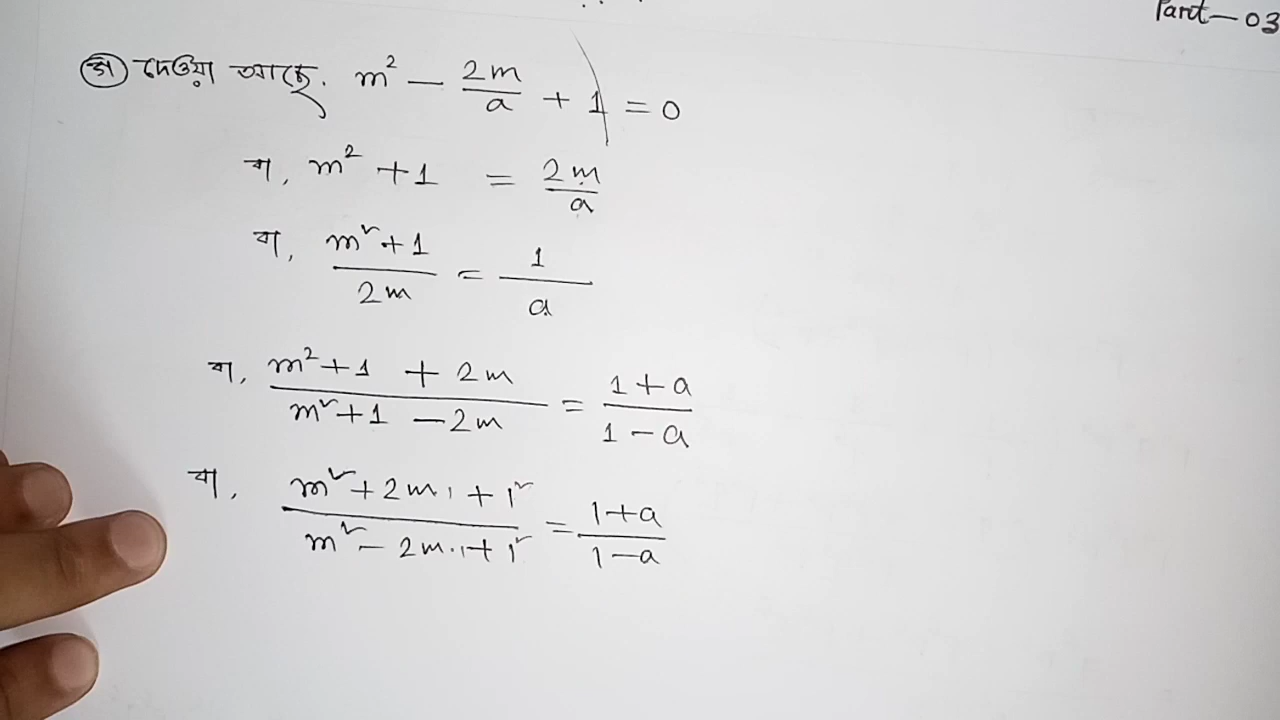 Part - 03
(গ) দেওয়া আছে, m² - 2m/a + 1 = 0
বা, m² + 1 = 2m/a
বা, (m² + 1)/2m = 1/a
বা, (m² + 1 + 2m)/(m² + 1 - 2m) = (1 + a)/(1 - a)
বা, (m² + 2m.1 + 1²)/(m² - 2m.1 + 1²) = (1 + a)/(1 - a)